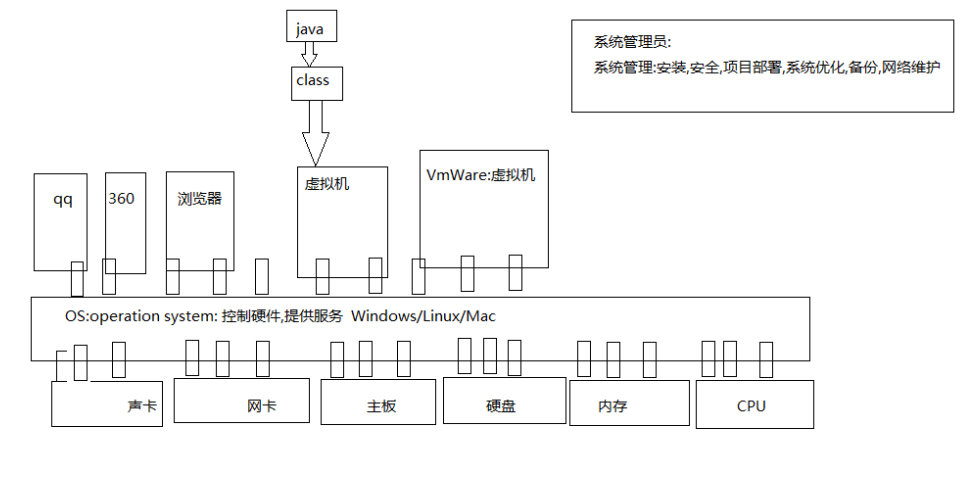 java
class
系统管理员:
系统管理:安装,安全,项目部署,系统优化,备份,网络维护
qq
360
浏览器
虚拟机
VmWare:虚拟机
OS:operation system: 控制硬件,提供服务 Windows/Linux/Mac
声卡
网卡
主板
硬盘
内存
CPU